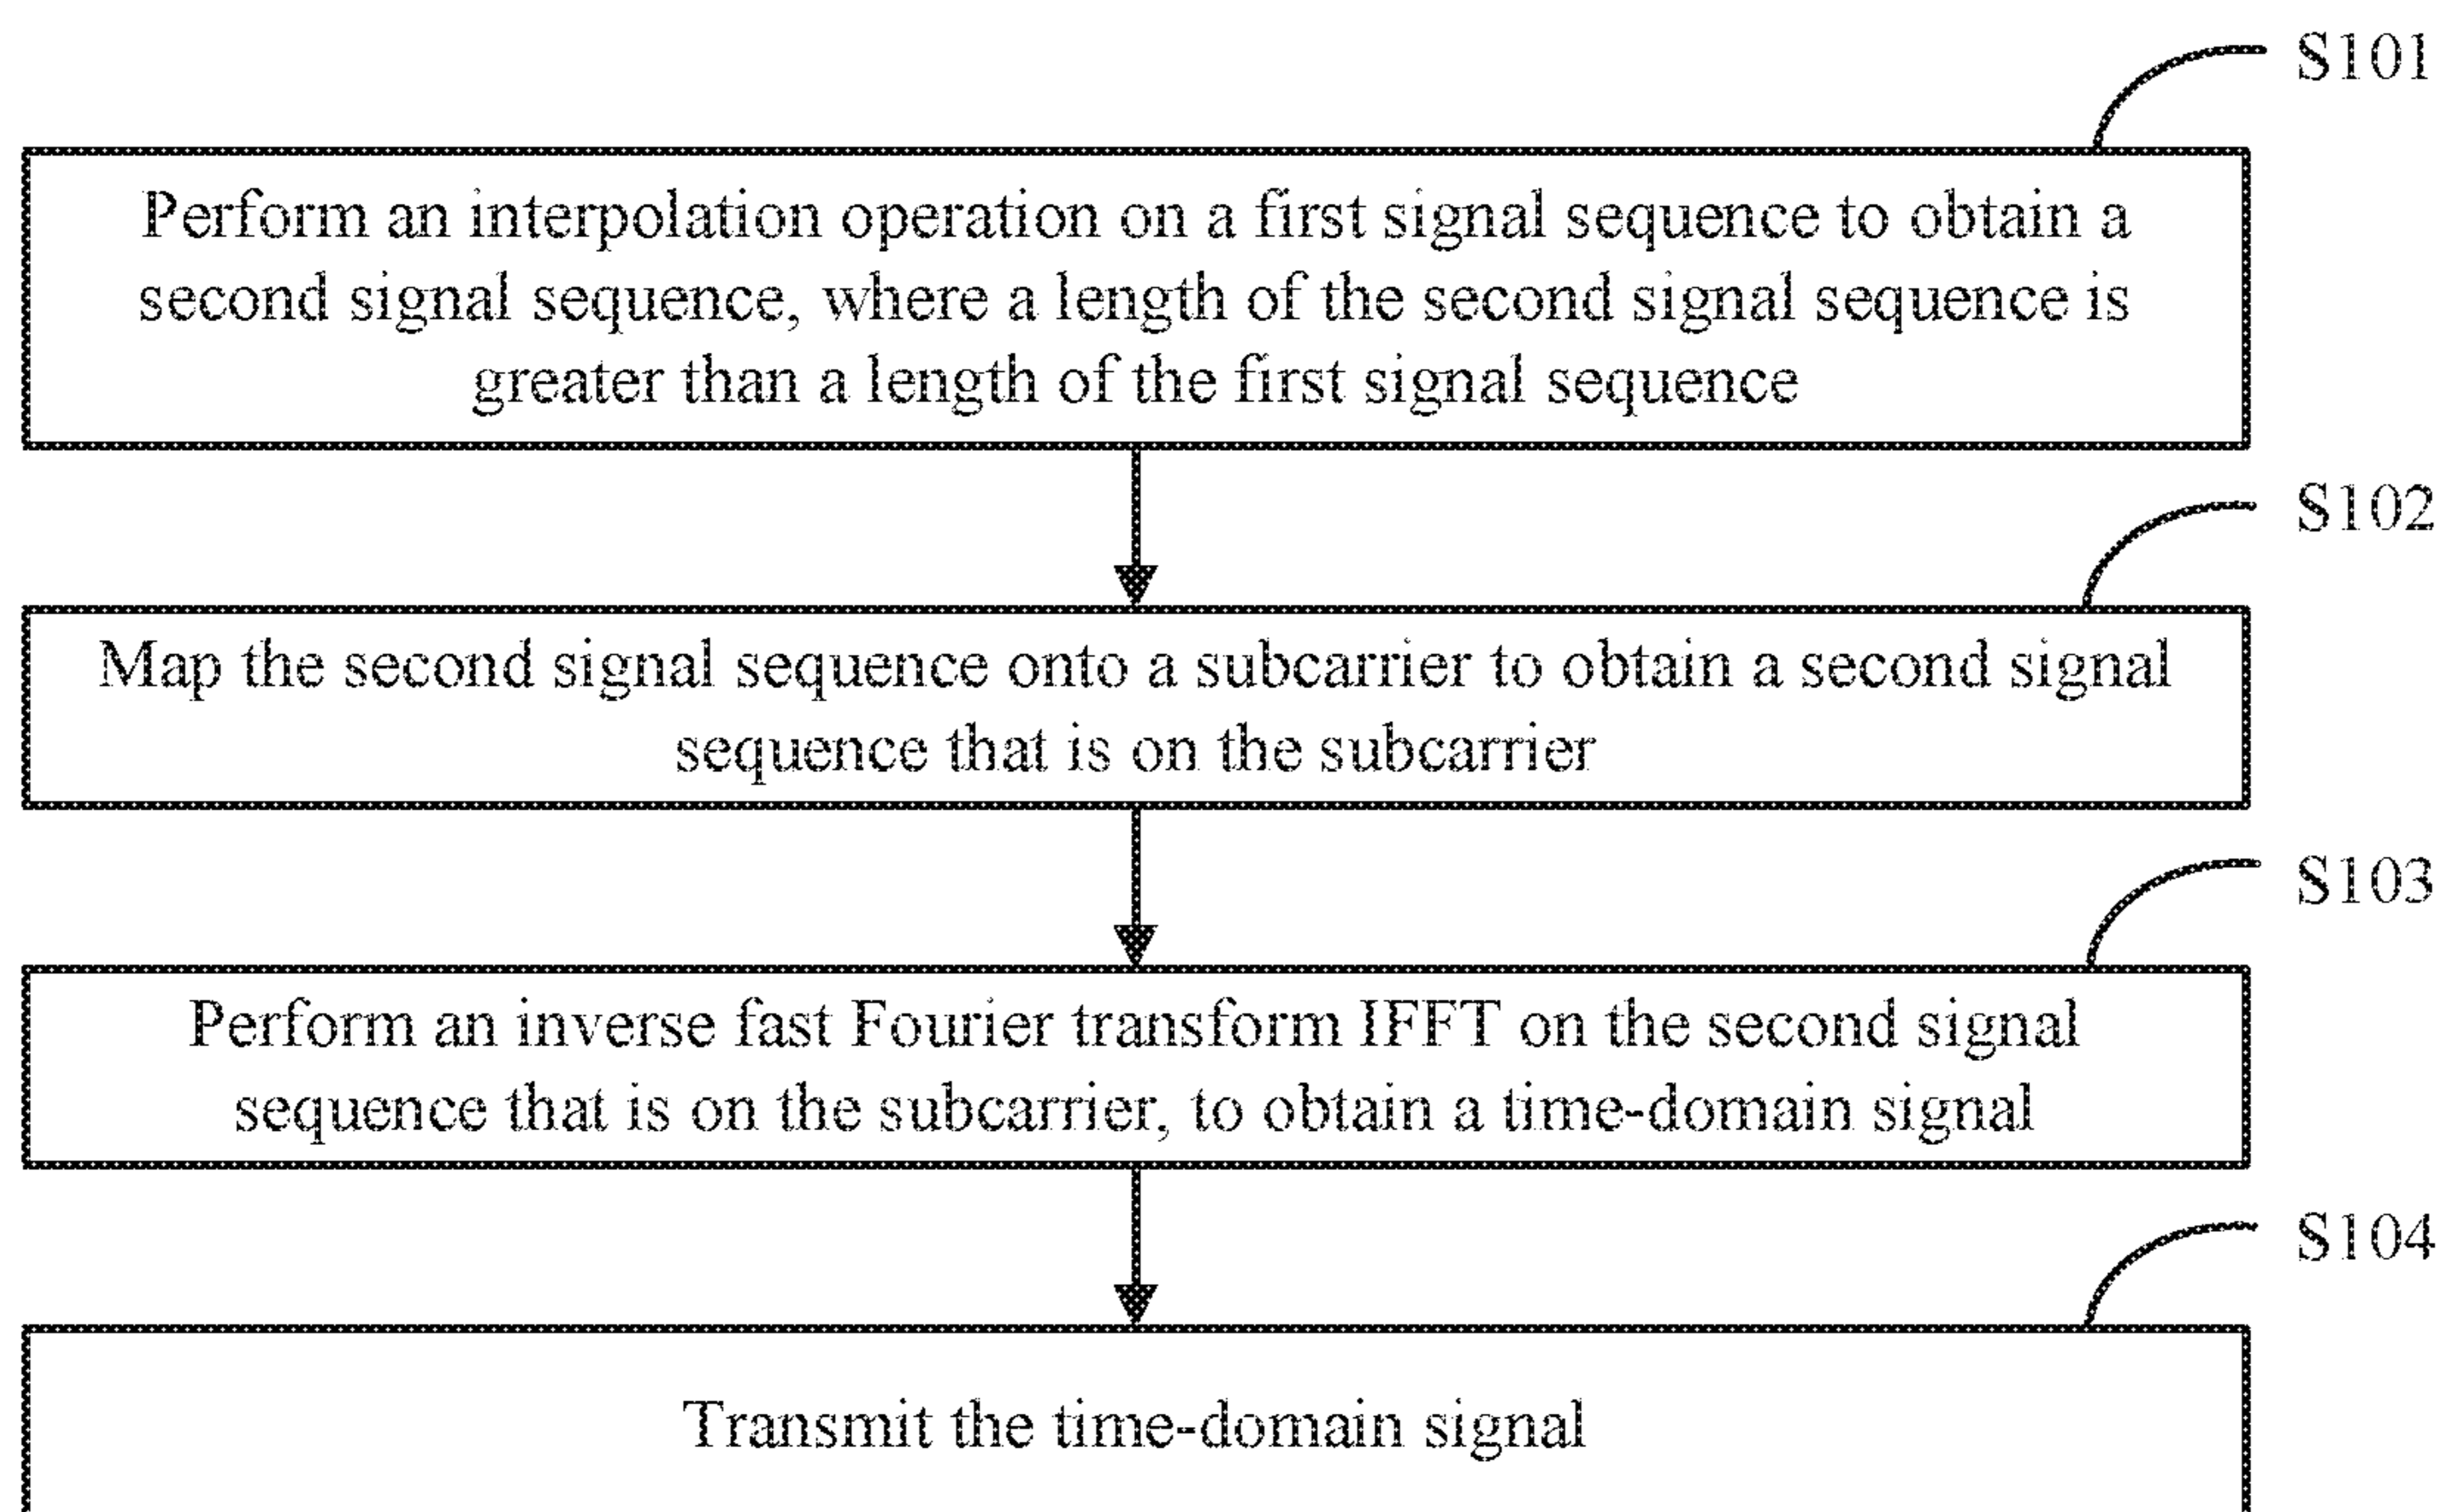 S101
Perform an interpolation operation on a first signal sequence to obtain a
second signal sequence, where a length of the second signal sequence is
greater than a length of the first signal sequence
S102
Map the second signal sequence onto a subcarrier to obtain a second signal
sequence that is on the subcarrier
S103
Perform an inverse fast Fourier transform IFFT on the second signal
sequence that is on the subcarrier, to obtain a time-domain signal
S104
Transmit the time-domain signal